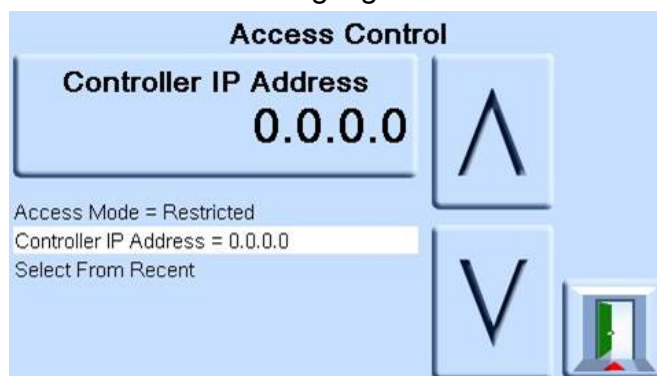 Access Control
Controller IP Address
0.0.0.0
Access Mode = Restricted
Controller IP Address = 0.0.0.0
Select From Recent